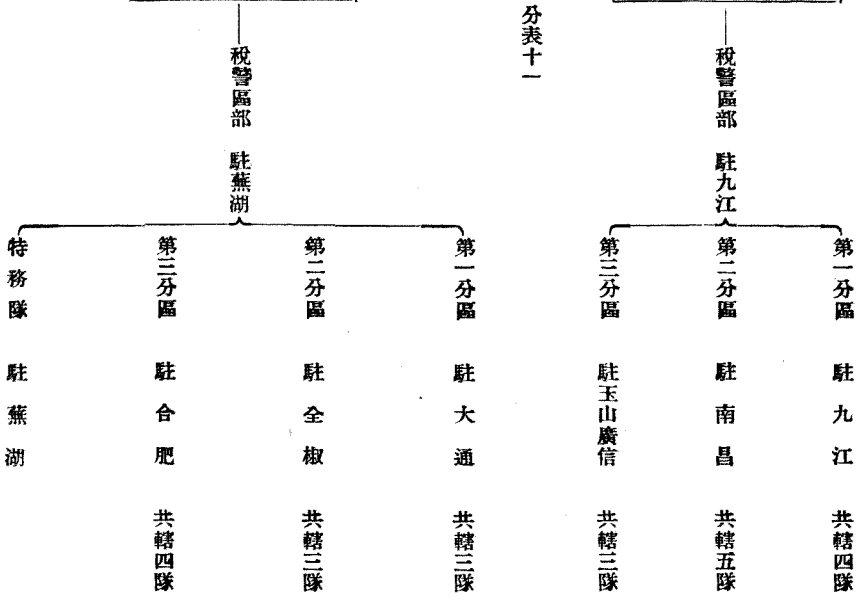 稅警區部　駐九江
第一分區　駐九江　共轄四隊
第二分區　駐南昌　共轄五隊
第三分區　駐玉山廣信　共轄三隊
分表十一
稅警區部　駐蕪湖
第一分區　駐大通　共轄三隊
第二分區　駐全椒　共轄三隊
第三分區　駐合肥　共轄四隊
特務隊　駐蕪湖